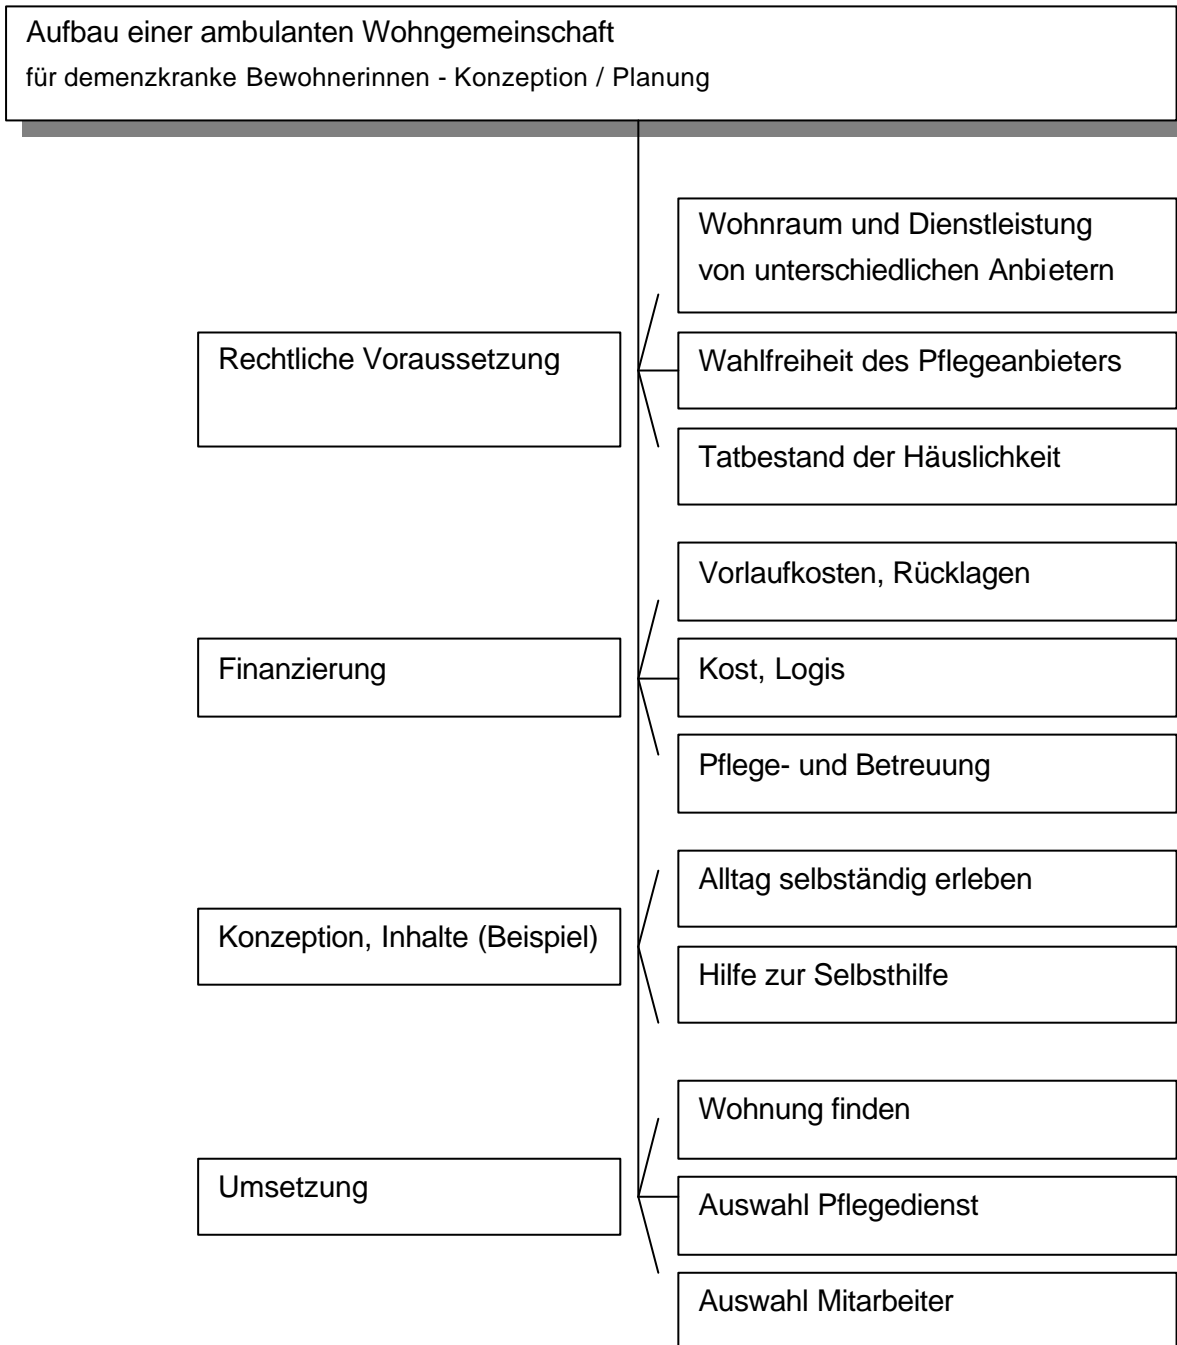 Aufbau einer ambulanten Wohngemeinschaft
für demenzkranke Bewohnerinnen - Konzeption / Planung
Rechtliche Voraussetzung
Wohnraum und Dienstleistung
von unterschiedlichen Anbietern
Wahlfreiheit des Pflegeanbieters
Tatbestand der Häuslichkeit
Finanzierung
Vorlaufkosten, Rücklagen
Kost, Logis
Pflege- und Betreuung
Konzeption, Inhalte (Beispiel)
Alltag selbständig erleben
Hilfe zur Selbsthilfe
Umsetzung
Wohnung finden
Auswahl Pflegedienst
Auswahl Mitarbeiter